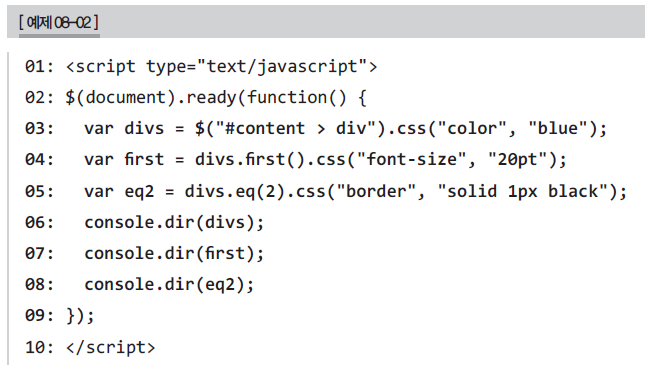 [ 예제 08-02 ]
01: <script type="text/javascript">
02: $(document).ready(function() {
03:   var divs = $("#content > div").css("color", "blue");
04:   var first = divs.first().css("font-size", "20pt");
05:   var eq2 = divs.eq(2).css("border", "solid 1px black");
06:   console.dir(divs);
07:   console.dir(first);
08:   console.dir(eq2);
09: });
10: </script>